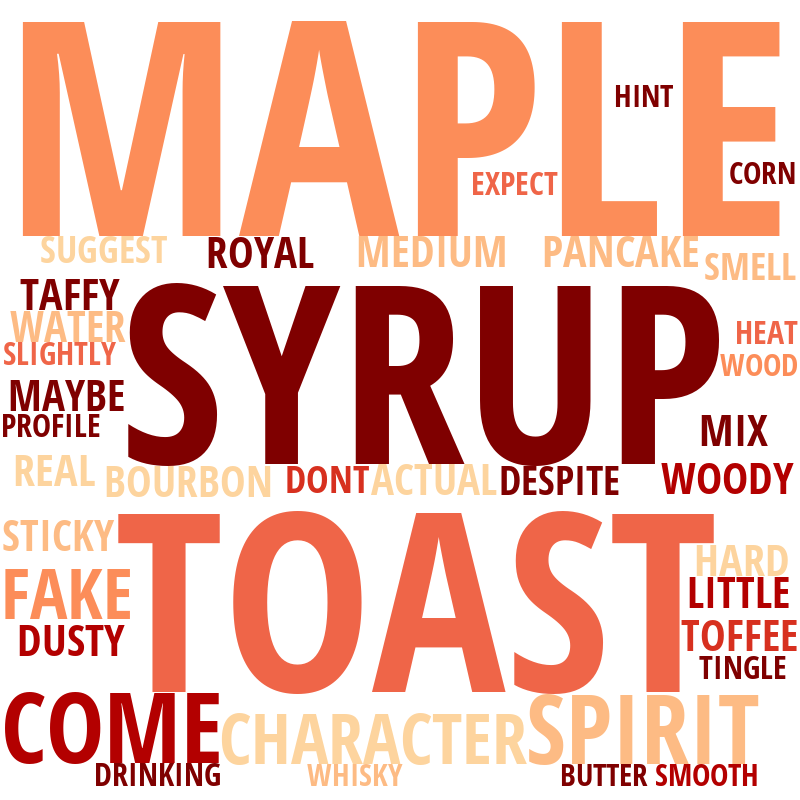 MAPLE
HINT
EXPECT
CORN
SUGGEST ROYAL MEDIUM PANCAKE SMELL
TAFFY
WATER
SLIGHTLY
SYRUP
HEAT
WOOD
MAYBE
PROFILE
MIX
REAL BOURBON DONT ACTUAL DESPITE WOODY
STICKY
TOAST
HARD
FAKE
LITTLE
DUSTY
TOFFEE
TINGLE
COME CHARACTER SPIRIT
DRINKING WHISKY BUTTER SMOOTH